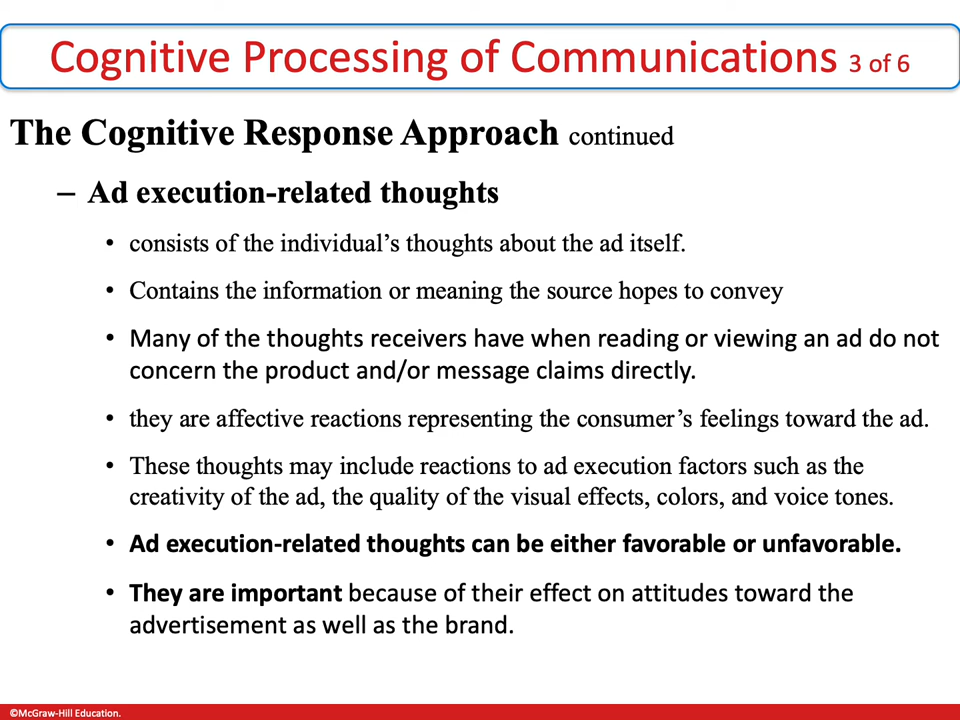 Cognitive Processing of Communications 3 of 6
The Cognitive Response Approach continued
– Ad execution-related thoughts
• consists of the individual’s thoughts about the ad itself.
• Contains the information or meaning the source hopes to convey
• Many of the thoughts receivers have when reading or viewing an ad do not
concern the product and/or message claims directly.
• they are affective reactions representing the consumer’s feelings toward the ad.
• These thoughts may include reactions to ad execution factors such as the
creativity of the ad, the quality of the visual effects, colors, and voice tones.
• Ad execution-related thoughts can be either favorable or unfavorable.
• They are important because of their effect on attitudes toward the
advertisement as well as the brand.
©McGraw-Hill Education.